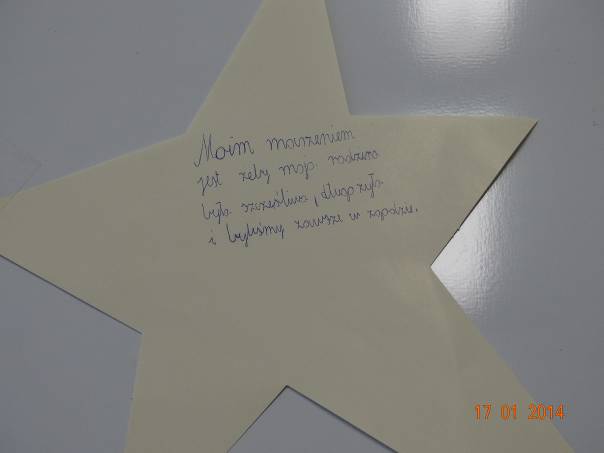 Moim marzeniem
jest żeby moja rodzina
była szczęśliwa, długo żyła
i byliśmy zawsze w zgodzie.
17 01 2014